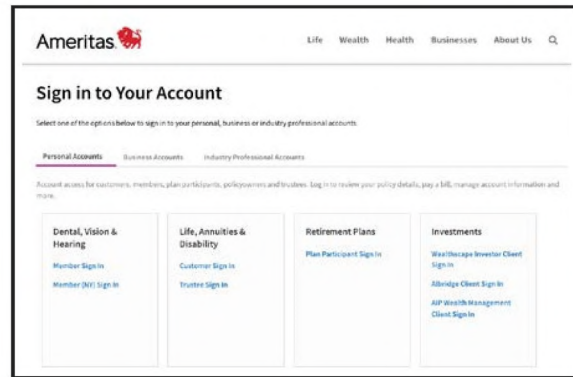 Ameritas
Life Wealth Health Businesses About Us
Sign in to Your Account
Select one of the options below to sign in to your personal, business or industry professional accounts.
Personal Accounts Business Accounts Industry Professional Accounts
Account access for customers, members, plan participants, policyowners and trustees. Log in to review your policy details, pay a bill, manage account information and
more.
Dental, Vision &
Hearing
Member Sign In
Member (NY) Sign In
Life, Annuities &
Disability
Customer Sign In
Trustee Sign In
Retirement Plans
Plan Participant Sign In
Investments
Wealthscape Investor Client
Sign In
Albridge Client Sign In
AIP Wealth Management
Client Sign In